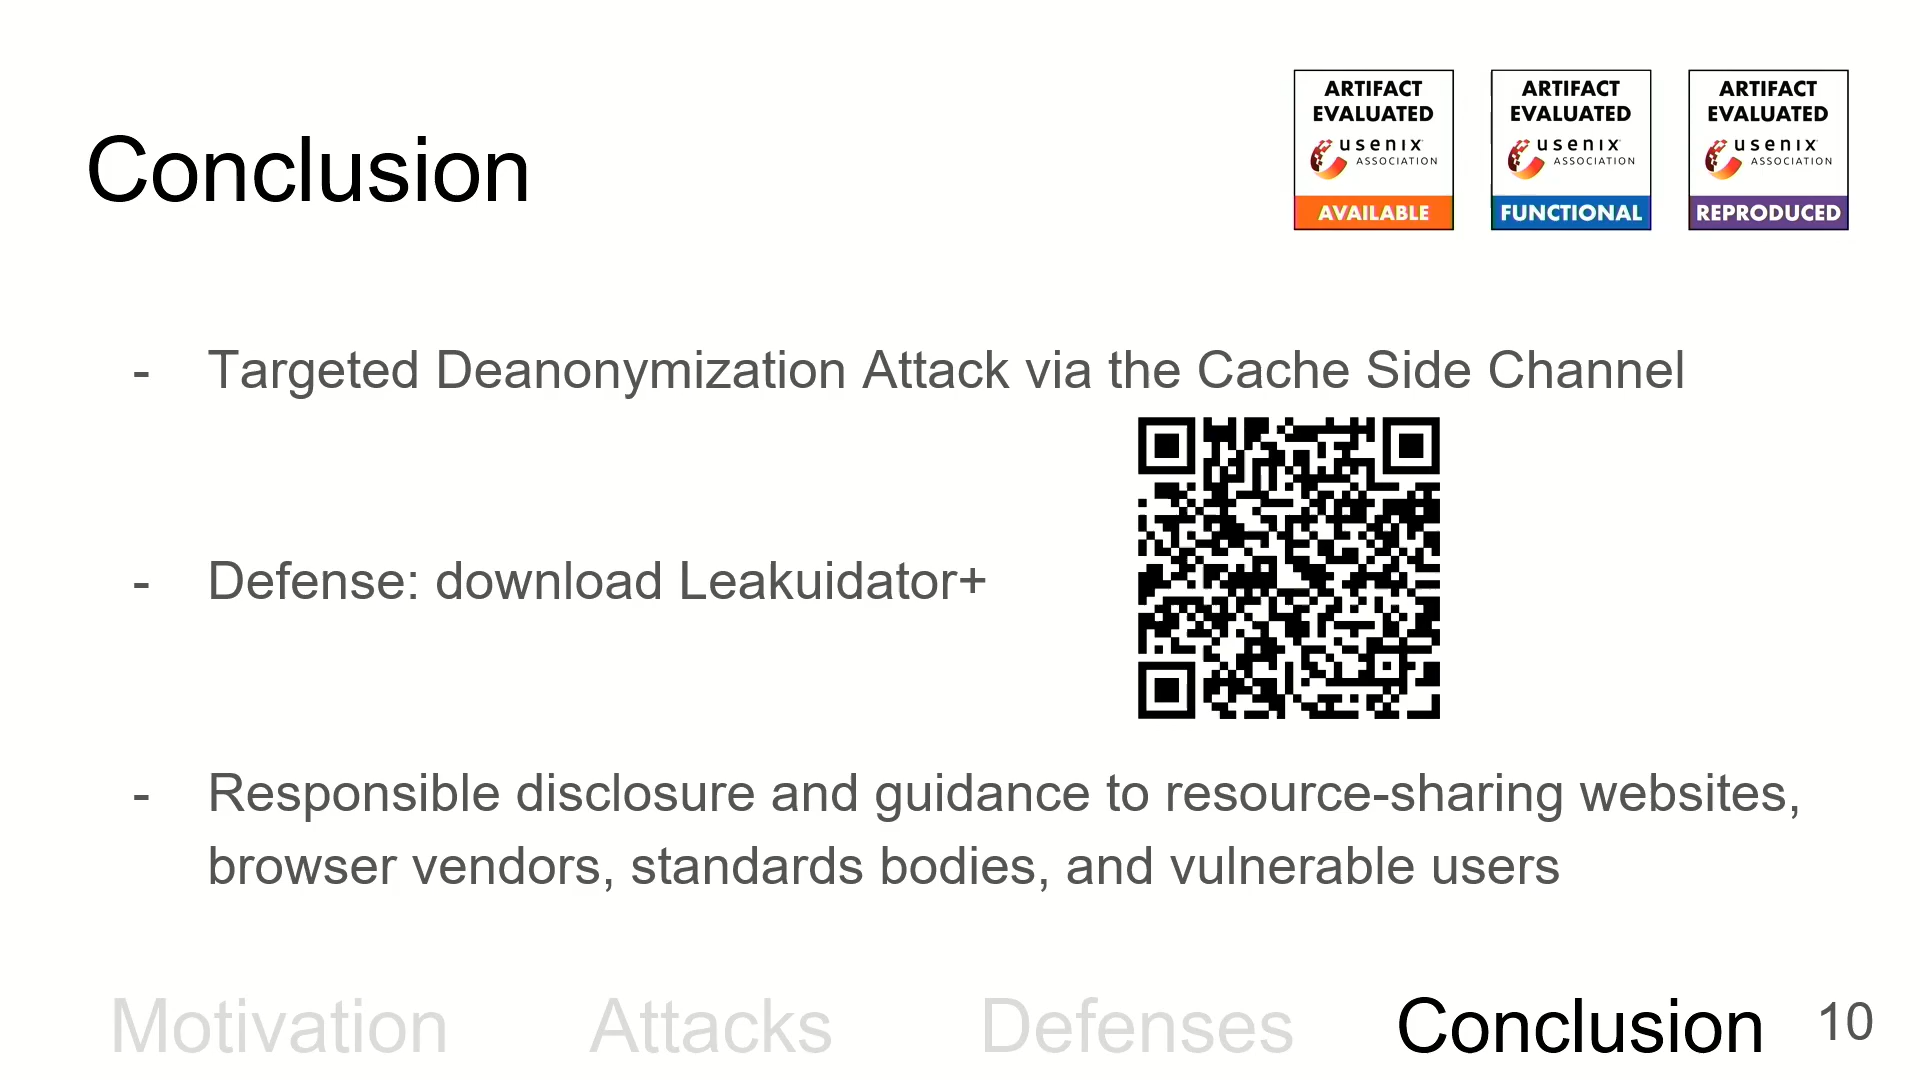 Conclusion
ARTIFACT
EVALUATED
usenix
ASSOCIATION
AVAILABLE
ARTIFACT
EVALUATED
usenix
ASSOCIATION
FUNCTIONAL
ARTIFACT
EVALUATED
usenix
ASSOCIATION
REPRODUCED
- Targeted Deanonymization Attack via the Cache Side Channel
- Defense: download Leakuidator+
- Responsible disclosure and guidance to resource-sharing websites,
browser vendors, standards bodies, and vulnerable users
Motivation Attacks Defenses Conclusion 10